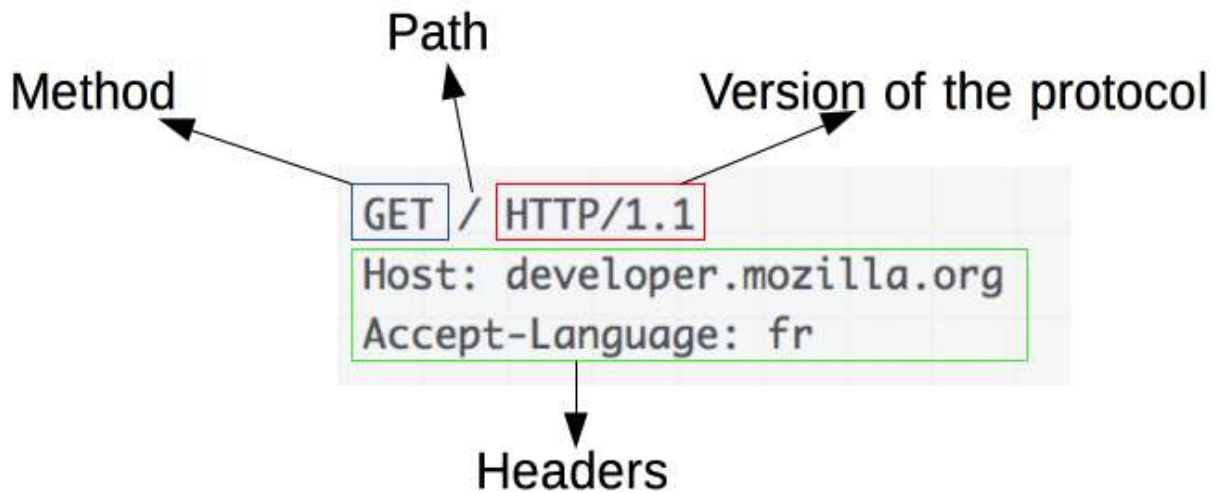 Path
Method
Version of the protocol
GET / HTTP/1.1
Host: developer.mozilla.org
Accept-Language: fr
Headers